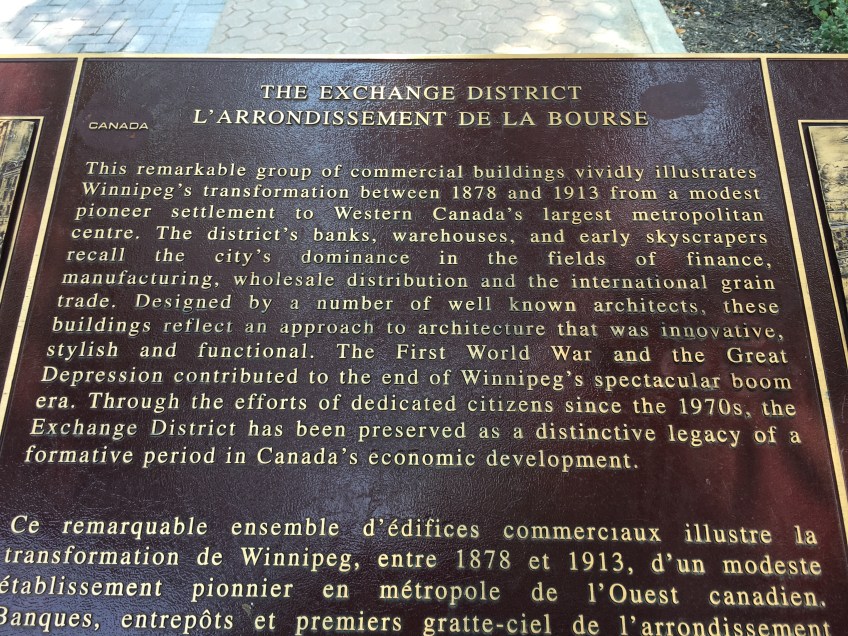 THE EXCHANGE DISTRICT
L'ARRONDISSEMENT DE LA BOURSE
CANADA
This remarkable group of commercial buildings vividly illustrates
Winnipeg's transformation between 1878 and 1913 from a modest
pioneer settlement to Western Canada's largest metropolitan
centre. The district's banks, warehouses, and early skyscrapers
recall the city's dominance in the fields of finance,
manufacturing, wholesale distribution and the international grain
trade. Designed by a number of well known architects, these
buildings reflect an approach to architecture that was innovative,
stylish and functional. The First World War and the Great
Depression contributed to the end of Winnipeg's spectacular boom
era. Through the efforts of dedicated citizens since the 1970s, the
Exchange District has been preserved as a distinctive legacy of a
formative period in Canada's economic development.
Ce remarquable ensemble d'édifices commerciaux illustre la
transformation de Winnipeg, entre 1878 et 1913, d'un modeste
établissement pionnier en métropole de l'Ouest canadien.
Banques, entrepôts et premiers gratte-ciel de l'arrondissement